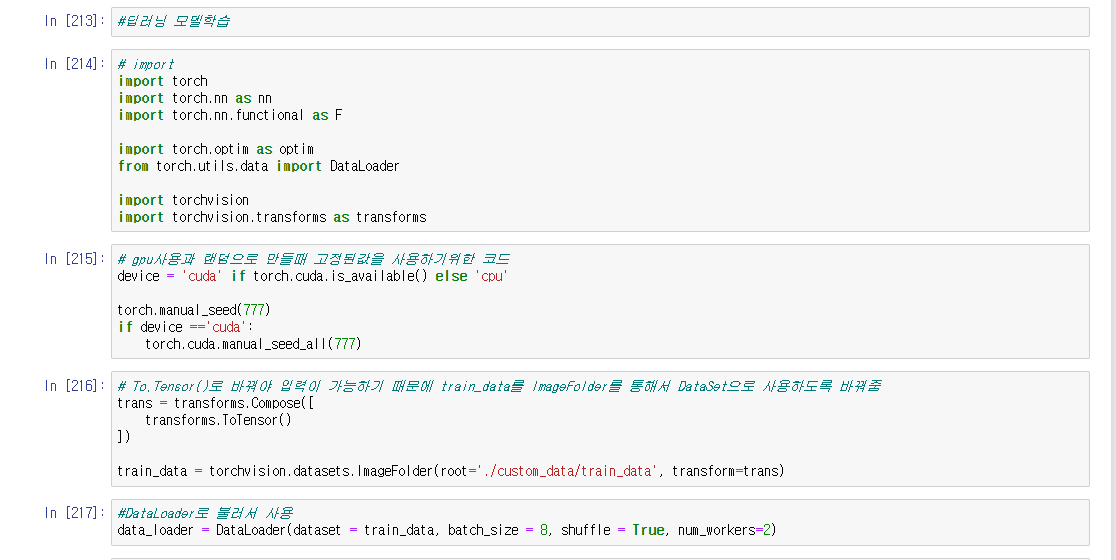 In [213]: #딥러닝 모델학습
In [214]: # import
import torch
import torch.nn as nn
import torch.nn.functional as F
import torch.optim as optim
from torch.utils.data import DataLoader
import torchvision
import torchvision.transforms as transforms
In [215]: # gpu사용과 랜덤으로 만들때 고정된값을 사용하기위한 코드
device = 'cuda' if torch.cuda.is_available() else 'cpu'
torch.manual_seed(777)
if device =='cuda':
    torch.cuda.manual_seed_all(777)
In [216]: # To.Tensor()로 바꿔야 입력이 가능하기 때문에 train_data를 ImageFolder를 통해서 DataSet으로 사용하도록 바꿔줌
trans = transforms.Compose([
    transforms.ToTensor()
])
train_data = torchvision.datasets.ImageFolder(root='./custom_data/train_data', transform=trans)
In [217]: #DataLoader로 불러서 사용
data_loader = DataLoader(dataset = train_data, batch_size = 8, shuffle = True, num_workers=2)